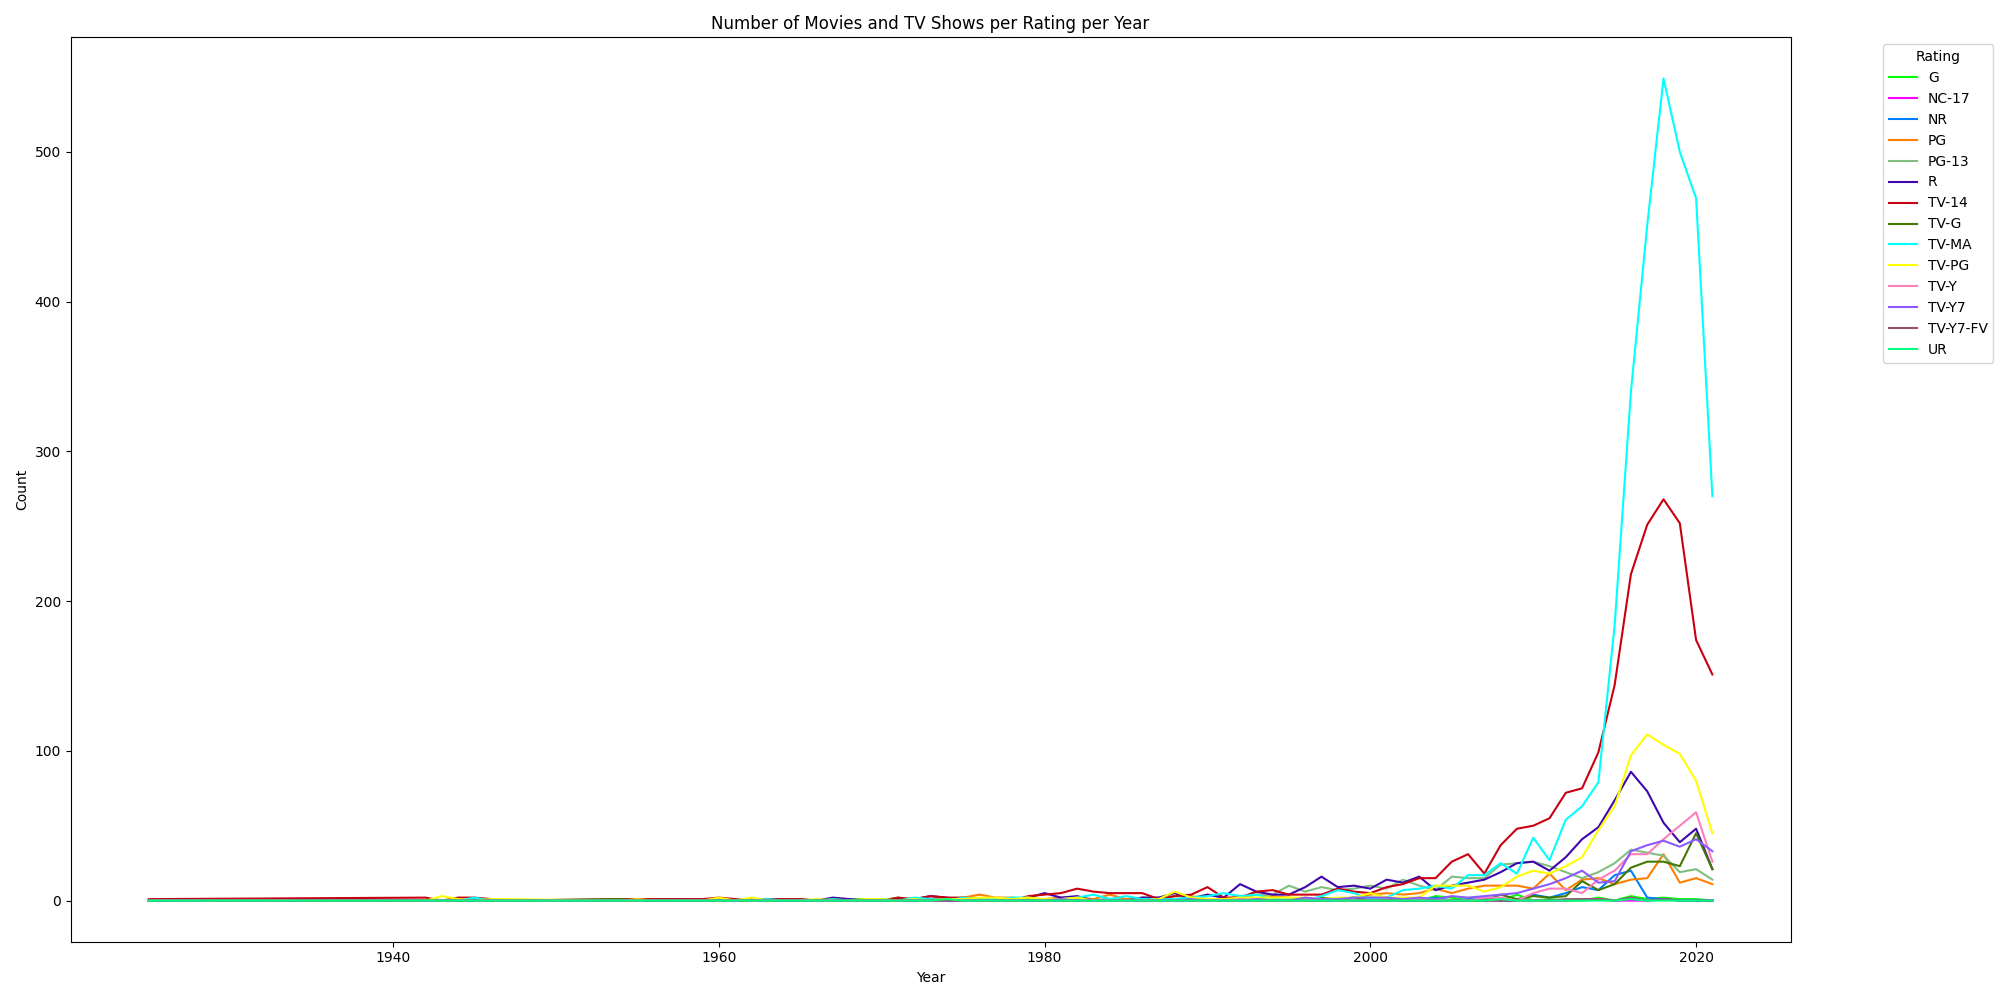 Number of Movies and TV Shows per Rating per Year
Rating
G
NC-17
NR
PG
PG-13
R
TV-14
TV-G
TV-MA
TV-PG
TV-Y
TV-Y7
TV-Y7-FV
UR
Count
500
400
300
200
100
0
1940
1960
1980
2000
2020
Year